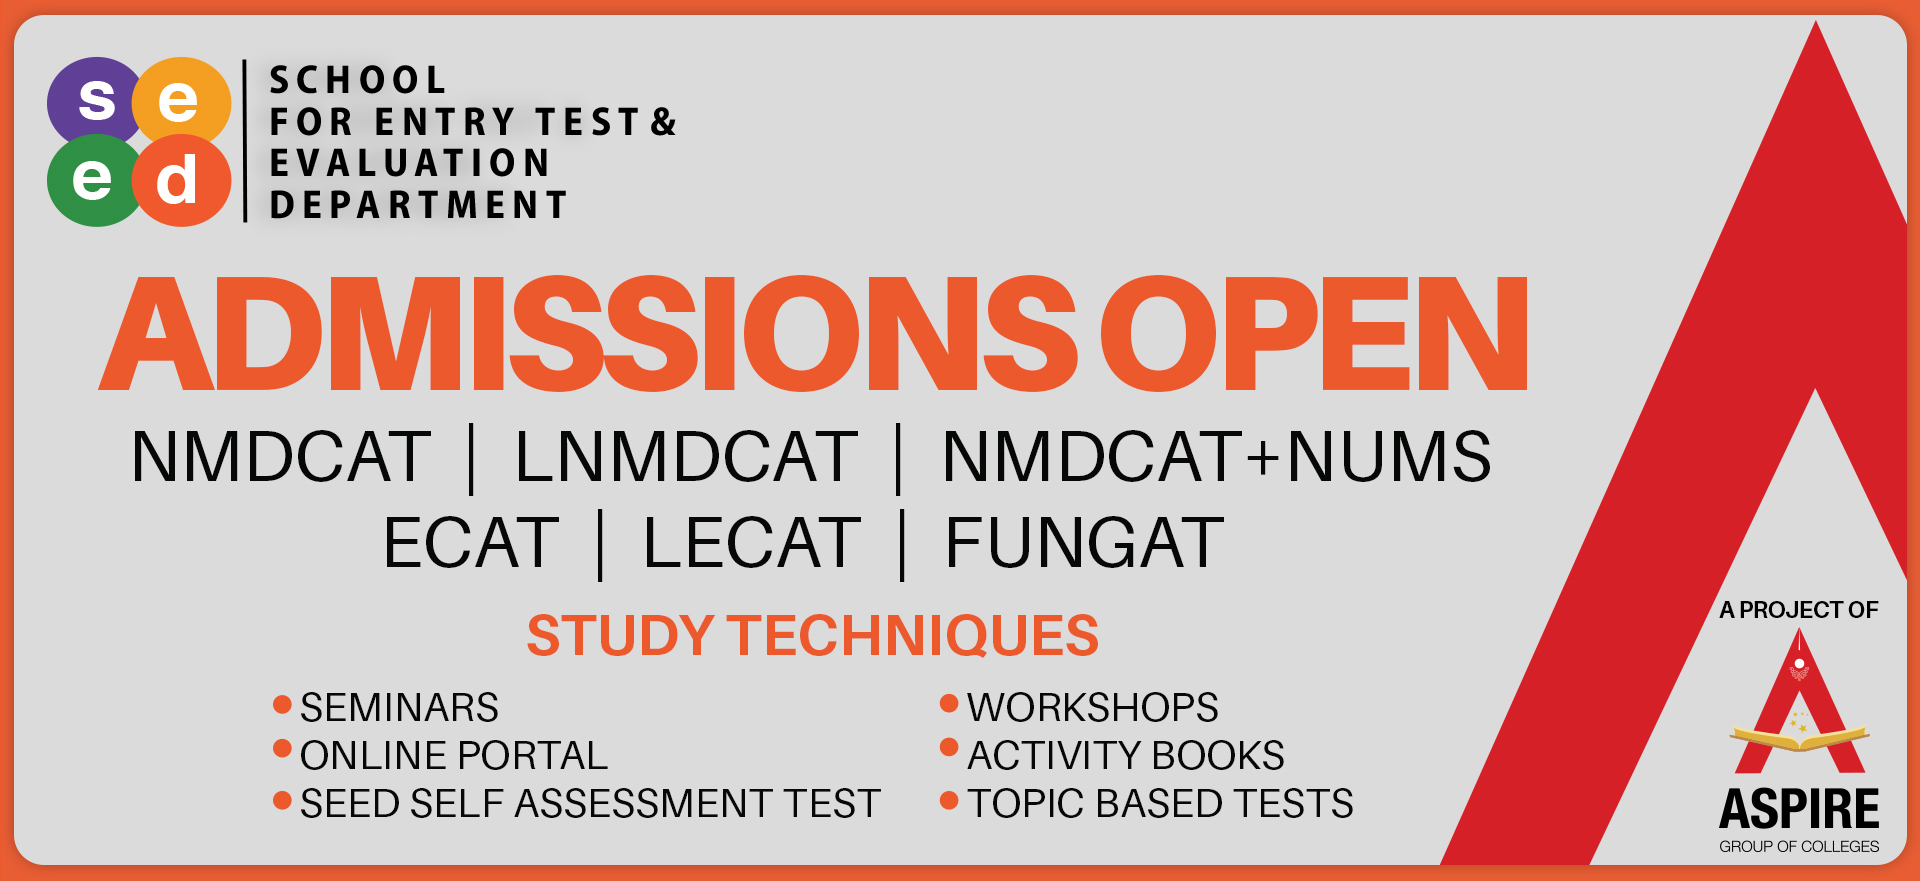 seed
SCHOOL
FOR ENTRY TEST &
EVALUATION
DEPARTMENT
ADMISSIONS OPEN
NMDCAT | LNMDCAT | NMDCAT+NUMS
ECAT | LECAT | FUNGAT
STUDY TECHNIQUES
• SEMINARS
• ONLINE PORTAL
• SEED SELF ASSESSMENT TEST
• WORKSHOPS
• ACTIVITY BOOKS
• TOPIC BASED TESTS
A PROJECT OF
ASPIRE
GROUP OF COLLEGES